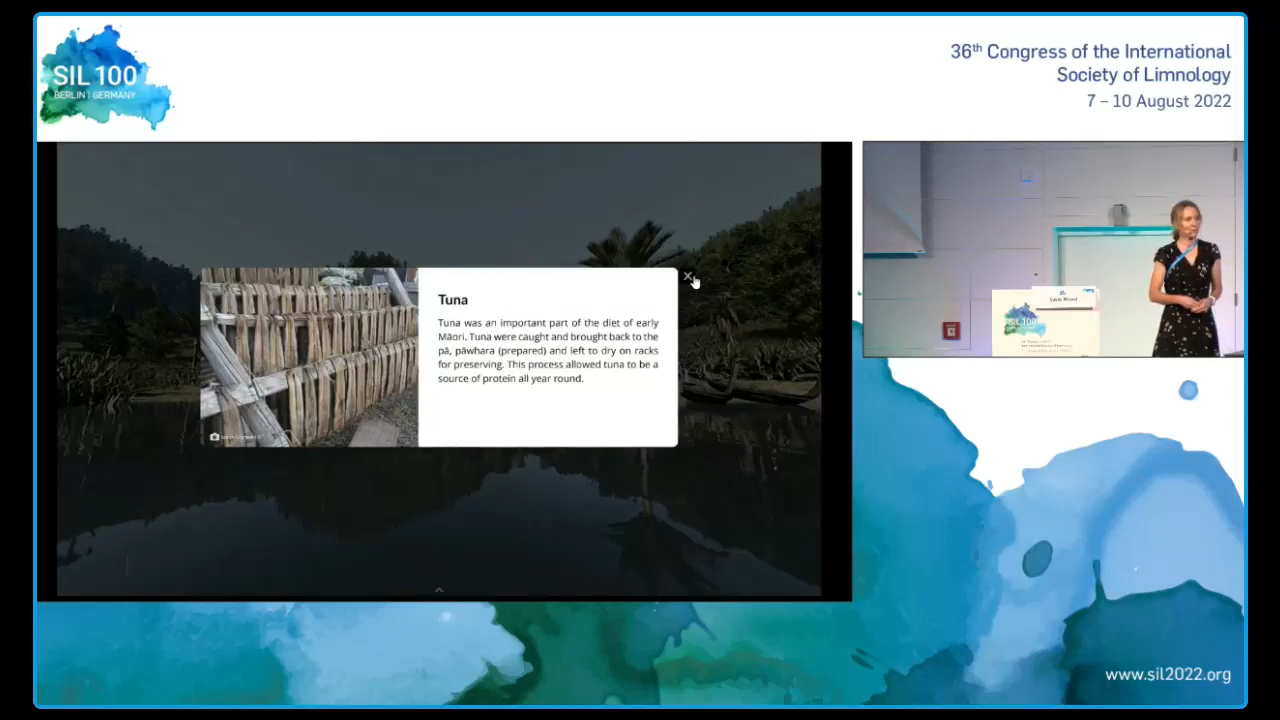 SIL 100
BERLIN | GERMANY
36th Congress of the International
Society of Limnology
7 – 10 August 2022
Tuna
Tuna was an important part of the diet of early
Māori. Tuna were caught and brought back to the
pā, pāwhara (prepared) and left to dry on racks
for preserving. This process allowed tuna to be a
source of protein all year round.
SIL 100
www.sil2022.org